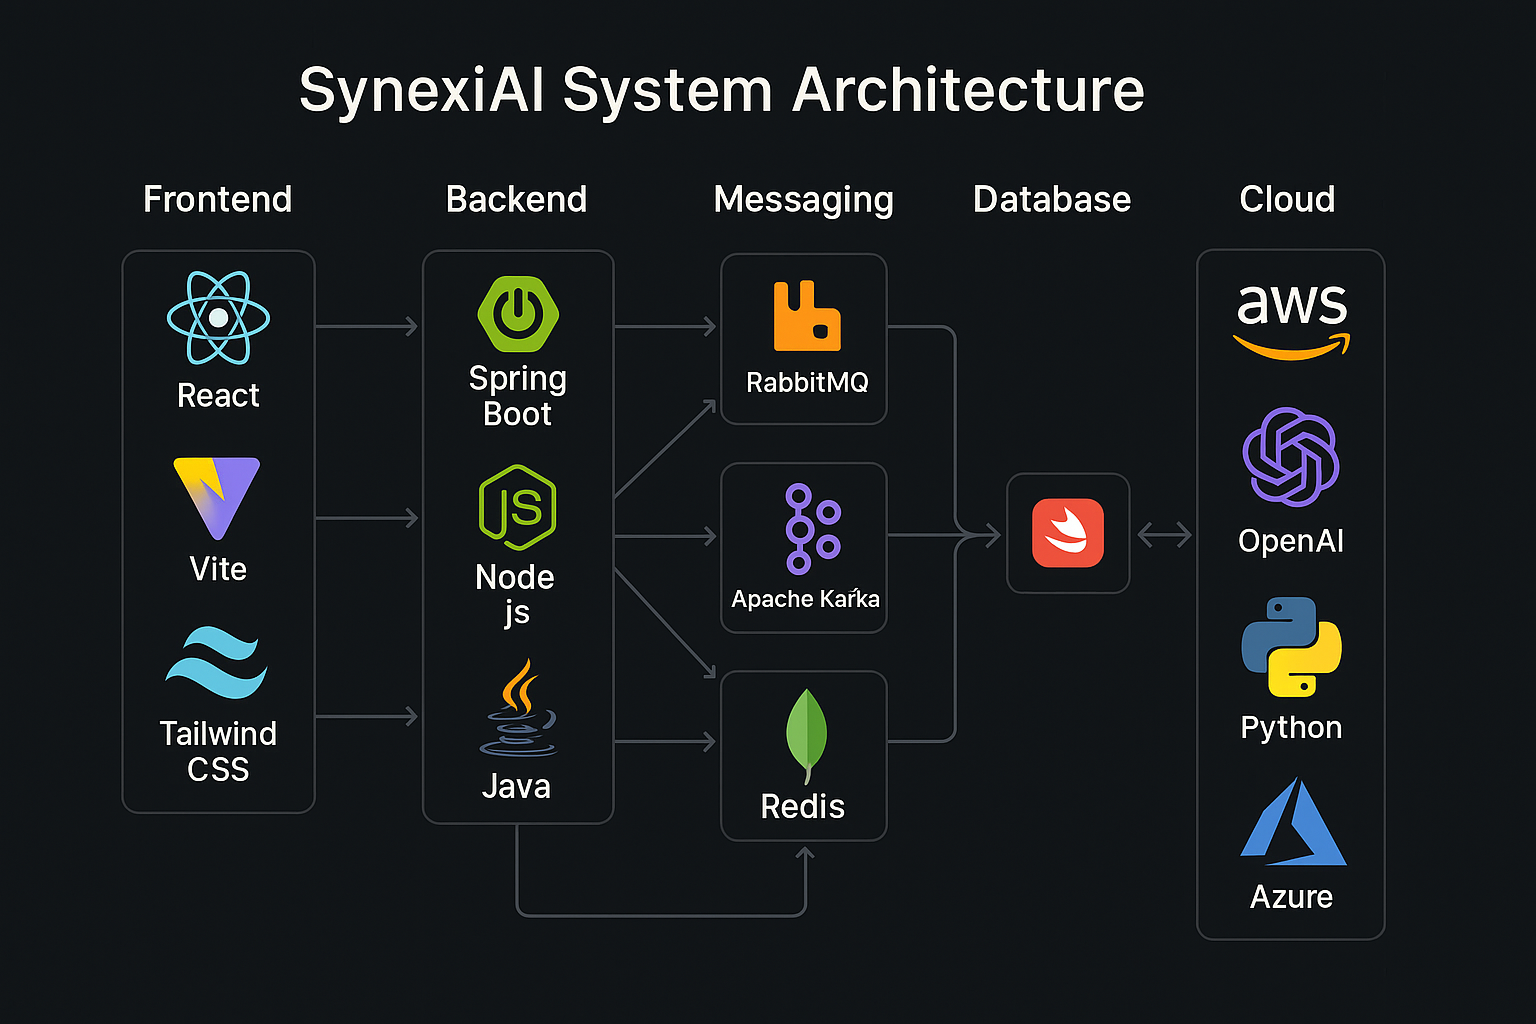 SynexiAI System Architecture
Frontend
Backend
Messaging
Database
Cloud
React
Vite
Tailwind
CSS
Spring
Boot
JS
Node
js
Java
RabbitMQ
Apache Kaŕka
Redis
aws
OpenAI
Python
Azure